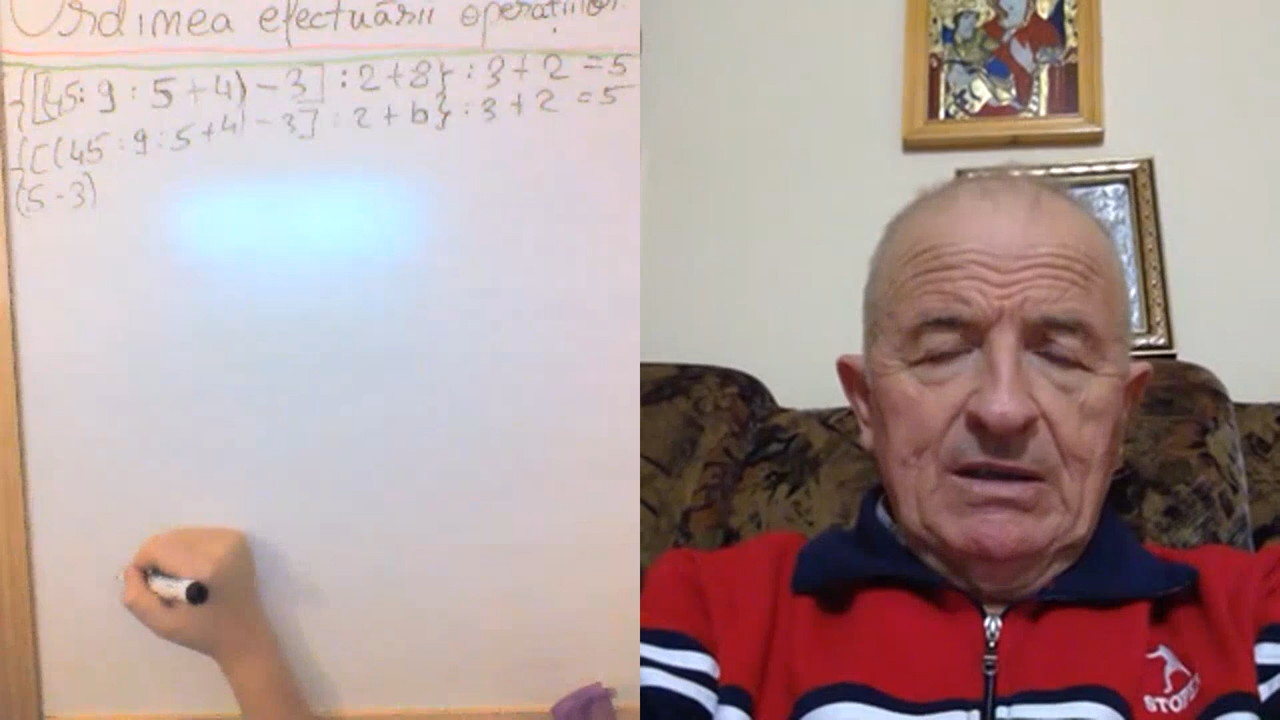 Ordinea efectuării operațiilor.
{[(45:9:5+4)-3]:2+8}:3+2=5
{[(45:9:5+4)-3]:2+b}:3+2=5
(5-3)